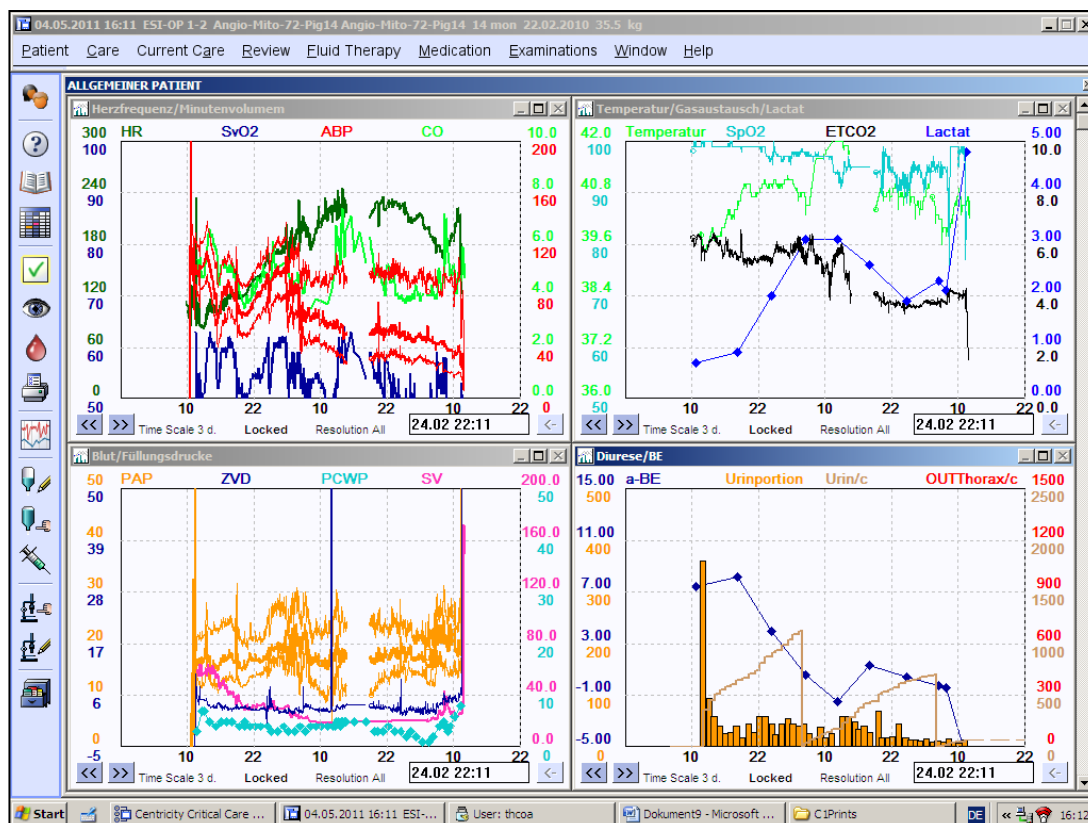 04.05.2011 16:11 ESI-OP 1-2 Angio-Mito-72-Pig14 Angio-Mito-72-Pig14 14 mon 22.02.2010 35.5 kg
Patient Care Current Care Review Fluid Therapy Medication Examinations Window Help
ALLGEMEINER PATIENT
Herzfrequenz/Minutenvolumem
300 HR SvO2 ABP CO 10.0
100 200
240 8.0
90 160
180 6.0
80 120
120 4.0
70 80
60 2.0
60 40
0 0.0
50 10 22 10 22 10 22 0
<< >> Time Scale 3 d. Locked Resolution All 24.02 22:11 <-
Temperatur/Gasaustausch/Lactat
42.0 Temperatur SpO2 ETCO2 Lactat 5.00
100 10.0
40.8 4.00
90 8.0
39.6 3.00
80 6.0
38.4 2.00
70 4.0
37.2 1.00
60 2.0
36.0 0.00
50 10 22 10 22 10 22 0.0
<< >> Time Scale 3 d. Locked Resolution All 24.02 22:11 <-
Blut/Füllungsdrucke
50 PAP ZVD PCWP SV 200.0
50 50
40 160.0
39 40
30 120.0
28 30
20 80.0
17 20
10 40.0
6 10
0 0.0
-5 10 22 10 22 10 22 0
<< >> Time Scale 3 d. Locked Resolution All 24.02 22:11 <-
Diurese/BE
15.00 a-BE Urinportion Urin/c OUTThorax/c 1500
500 2500
11.00 1200
400 2000
7.00 900
300 1500
3.00 600
200 1000
-1.00 300
100 500
-5.00 0
0 10 22 10 22 10 22 0
<< >> Time Scale 3 d. Locked Resolution All 24.02 22:11 <-
Start Centricity Critical Care ... 04.05.2011 16:11 ESI-... User: thcoa Dokument9 - Microsoft ... C1Prints DE « 16:12